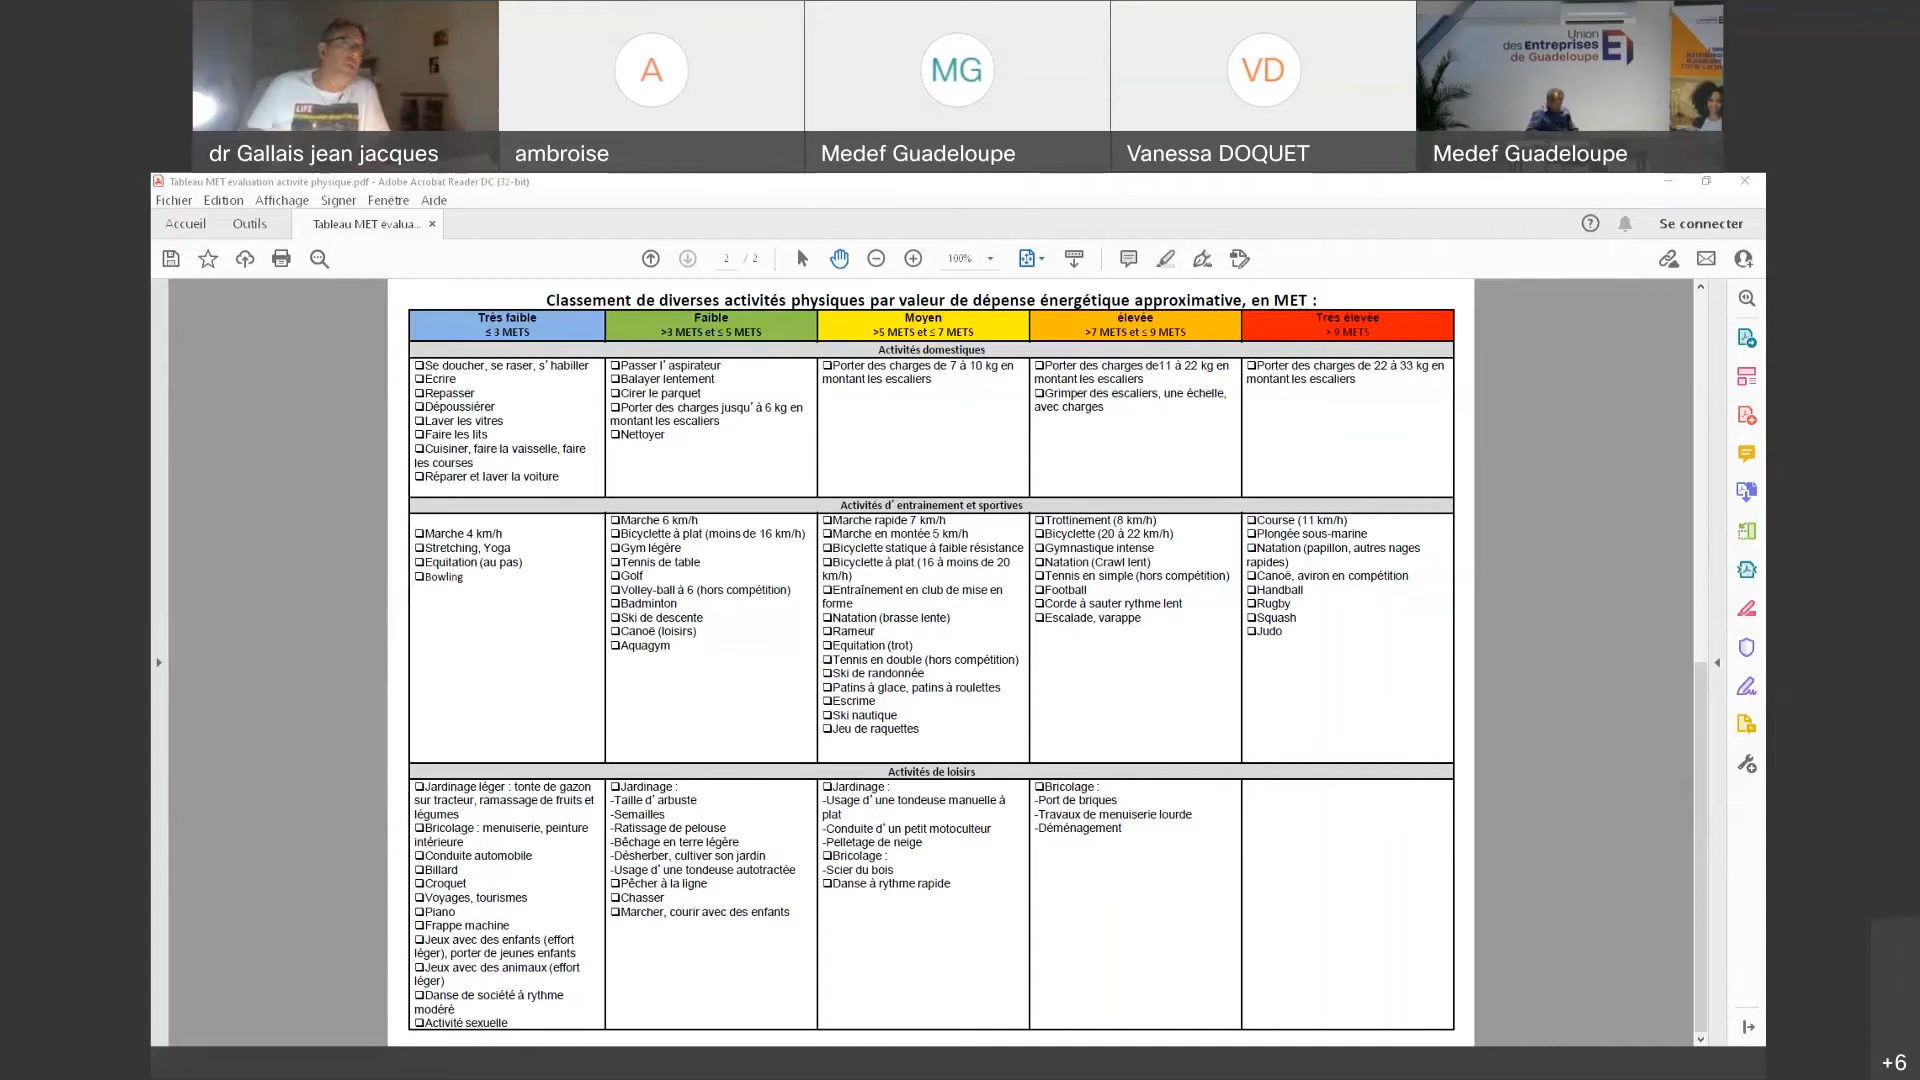 LIFE
A
MG
VD
Union
des Entreprises
de Guadeloupe
dr Gallais jean jacques
ambroise
Medef Guadeloupe
Vanessa DOQUET
Medef Guadeloupe
Tableau MET évaluation activité physique.pdf - Adobe Acrobat Reader DC (32-bit)
Fichier Edition Affichage Signer Fenêtre Aide
Accueil Outils Tableau MET évalua... ×
Se connecter
2 / 2
100%
Classement de diverses activités physiques par valeur de dépense énergétique approximative, en MET :
Très faible
≤ 3 METS
Faible
>3 METS et ≤ 5 METS
Moyen
>5 METS et ≤ 7 METS
élevée
>7 METS et ≤ 9 METS
Très élevée
> 9 METS
Activités domestiques
❑Se doucher, se raser, s’ habiller
❑Ecrire
❑Repasser
❑Dépoussiérer
❑Laver les vitres
❑Faire les lits
❑Cuisiner, faire la vaisselle, faire
les courses
❑Réparer et laver la voiture
❑Passer l’ aspirateur
❑Balayer lentement
❑Cirer le parquet
❑Porter des charges jusqu’ à 6 kg en
montant les escaliers
❑Nettoyer
❑Porter des charges de 7 à 10 kg en
montant les escaliers
❑Porter des charges de11 à 22 kg en
montant les escaliers
❑Grimper des escaliers, une échelle,
avec charges
❑Porter des charges de 22 à 33 kg en
montant les escaliers
Activités d’ entrainement et sportives
❑Marche 4 km/h
❑Stretching, Yoga
❑Equitation (au pas)
❑Bowling
❑Marche 6 km/h
❑Bicyclette à plat (moins de 16 km/h)
❑Gym légère
❑Tennis de table
❑Golf
❑Volley-ball à 6 (hors compétition)
❑Badminton
❑Ski de descente
❑Canoë (loisirs)
❑Aquagym
❑Marche rapide 7 km/h
❑Marche en montée 5 km/h
❑Bicyclette statique à faible résistance
❑Bicyclette à plat (16 à moins de 20
km/h)
❑Entraînement en club de mise en
forme
❑Natation (brasse lente)
❑Rameur
❑Equitation (trot)
❑Tennis en double (hors compétition)
❑Ski de randonnée
❑Patins à glace, patins à roulettes
❑Escrime
❑Ski nautique
❑Jeu de raquettes
❑Trottinement (8 km/h)
❑Bicyclette (20 à 22 km/h)
❑Gymnastique intense
❑Natation (Crawl lent)
❑Tennis en simple (hors compétition)
❑Football
❑Corde à sauter rythme lent
❑Escalade, varappe
❑Course (11 km/h)
❑Plongée sous-marine
❑Natation (papillon, autres nages
rapides)
❑Canoë, aviron en compétition
❑Handball
❑Rugby
❑Squash
❑Judo
Activités de loisirs
❑Jardinage léger : tonte de gazon
sur tracteur, ramassage de fruits et
légumes
❑Bricolage : menuiserie, peinture
intérieure
❑Conduite automobile
❑Billard
❑Croquet
❑Voyages, tourismes
❑Piano
❑Frappe machine
❑Jeux avec des enfants (effort
léger), porter de jeunes enfants
❑Jeux avec des animaux (effort
léger)
❑Danse de société à rythme
modéré
❑Activité sexuelle
❑Jardinage :
-Taille d’ arbuste
-Semailles
-Ratissage de pelouse
-Bêchage en terre légère
-Désherber, cultiver son jardin
-Usage d’ une tondeuse autotractée
❑Pêcher à la ligne
❑Chasser
❑Marcher, courir avec des enfants
❑Jardinage :
-Usage d’ une tondeuse manuelle à
plat
-Conduite d’ un petit motoculteur
-Pelletage de neige
❑Bricolage :
-Scier du bois
❑Danse à rythme rapide
❑Bricolage :
-Port de briques
-Travaux de menuiserie lourde
-Déménagement
+6